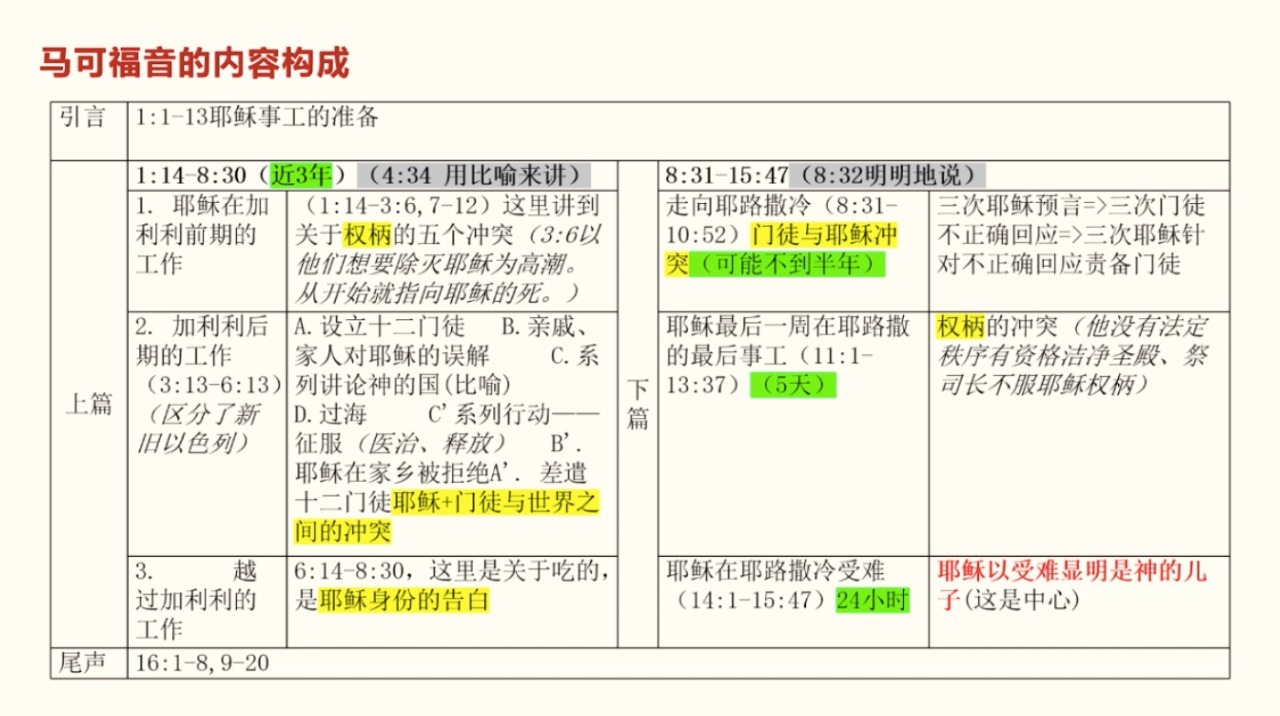 马可福音的内容构成
引言
1:1-13耶稣事工的准备
上篇
1:14-8:30（近3年）（4:34 用比喻来讲）
1. 耶稣在加
利利前期的
工作
（1:14-3:6,7-12）这里讲到
关于权柄的五个冲突（3:6以
他们想要除灭耶稣为高潮。
从开始就指向耶稣的死。）
2. 加利利后
期的工作
（3:13-6:13）
（区分了新
旧以色列）
A.设立十二门徒 B.亲戚、
家人对耶稣的误解 C.系
列讲论神的国(比喻)
D.过海 C'系列行动——
征服（医治、释放） B'.
耶稣在家乡被拒绝A'. 差遣
十二门徒耶稣+门徒与世界之
间的冲突
3. 越
过加利利的
工作
6:14-8:30，这里是关于吃的，
是耶稣身份的告白
下
篇
8:31-15:47（8:32明明地说）
走向耶路撒冷（8:31-
10:52）门徒与耶稣冲
突（可能不到半年）
三次耶稣预言=>三次门徒
不正确回应=>三次耶稣针
对不正确回应责备门徒
耶稣最后一周在耶路撒
的最后事工（11:1-
13:37）（5天）
权柄的冲突（他没有法定
秩序有资格洁净圣殿、祭
司长不服耶稣权柄）
耶稣在耶路撒冷受难
（14:1-15:47）24小时
耶稣以受难显明是神的儿
子(这是中心)
尾声
16:1-8,9-20